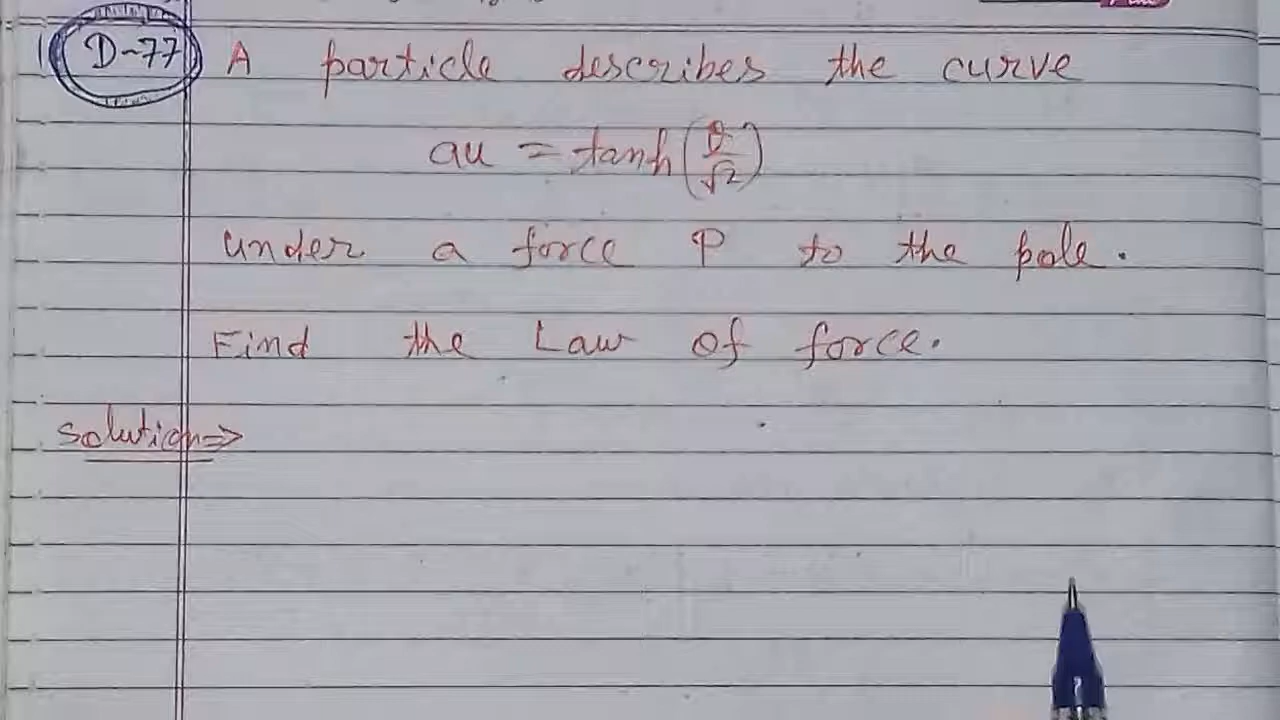 D-77 A particle describes the curve
au = tanh(θ/√2)
under a force P to the pole.
Find the Law of force.
Solution⇒